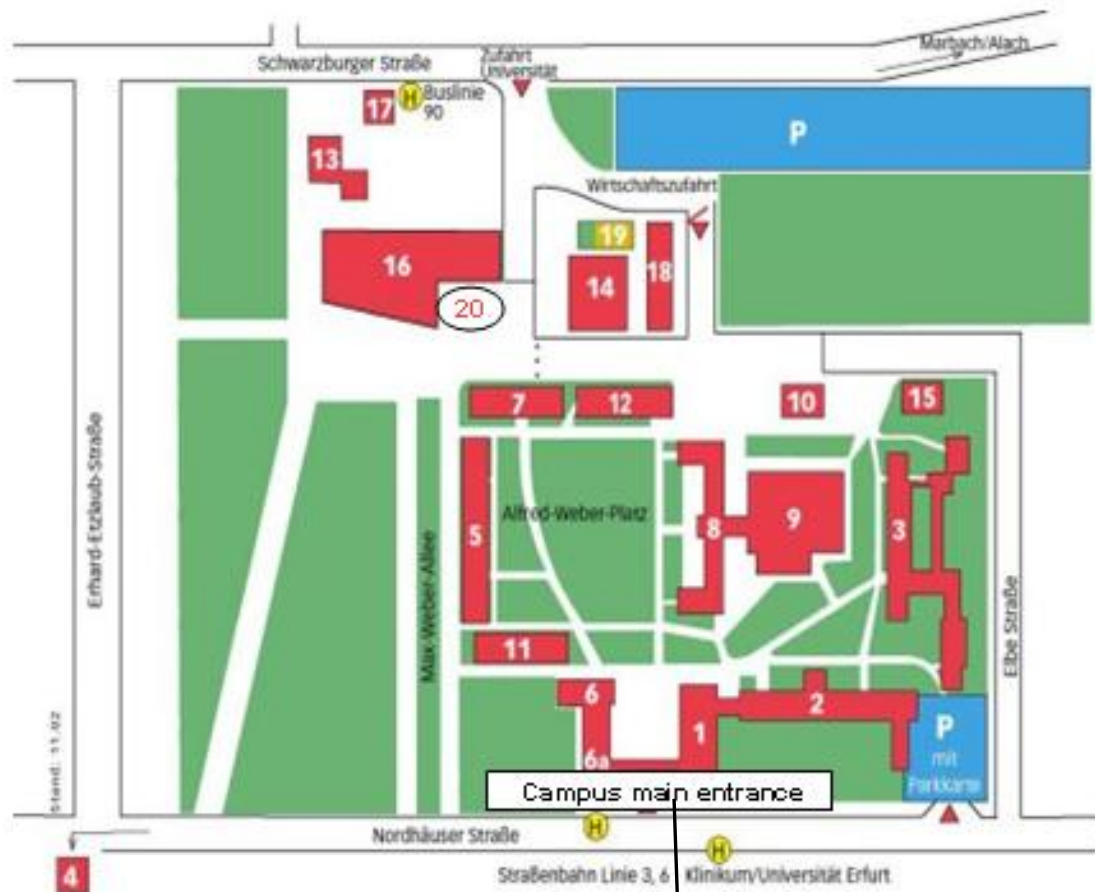 Schwarzburger Straße
Zufahrt
Universität
Marbach/Alach
17
H
Buslinie
90
P
13
Wirtschaftszufahrt
16
19
18
14
20
7
12
10
15
Erhard-Etzlaub-Straße
Max-Weber-Allee
5
Alfred-Weber-Platz
8
9
3
Elbe Straße
11
6
1
2
6a
P
mit
Parkkarte
Stand: 11.02
Campus main entrance
Nordhäuser Straße
H
H
4
Straßenbahn Linie 3, 6 Klinikum/Universität Erfurt